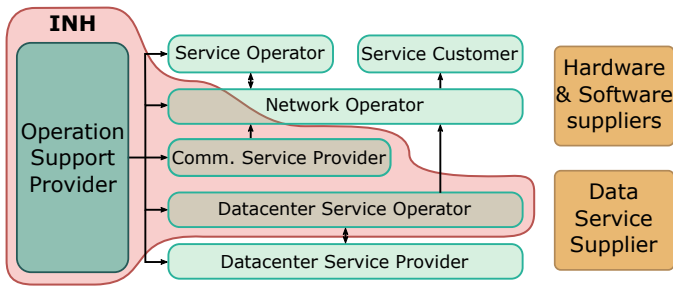 INH
Operation
Support
Provider
Service Operator
Service Customer
Network Operator
Comm. Service Provider
Datacenter Service Operator
Datacenter Service Provider
Hardware
& Software
suppliers
Data
Service
Supplier